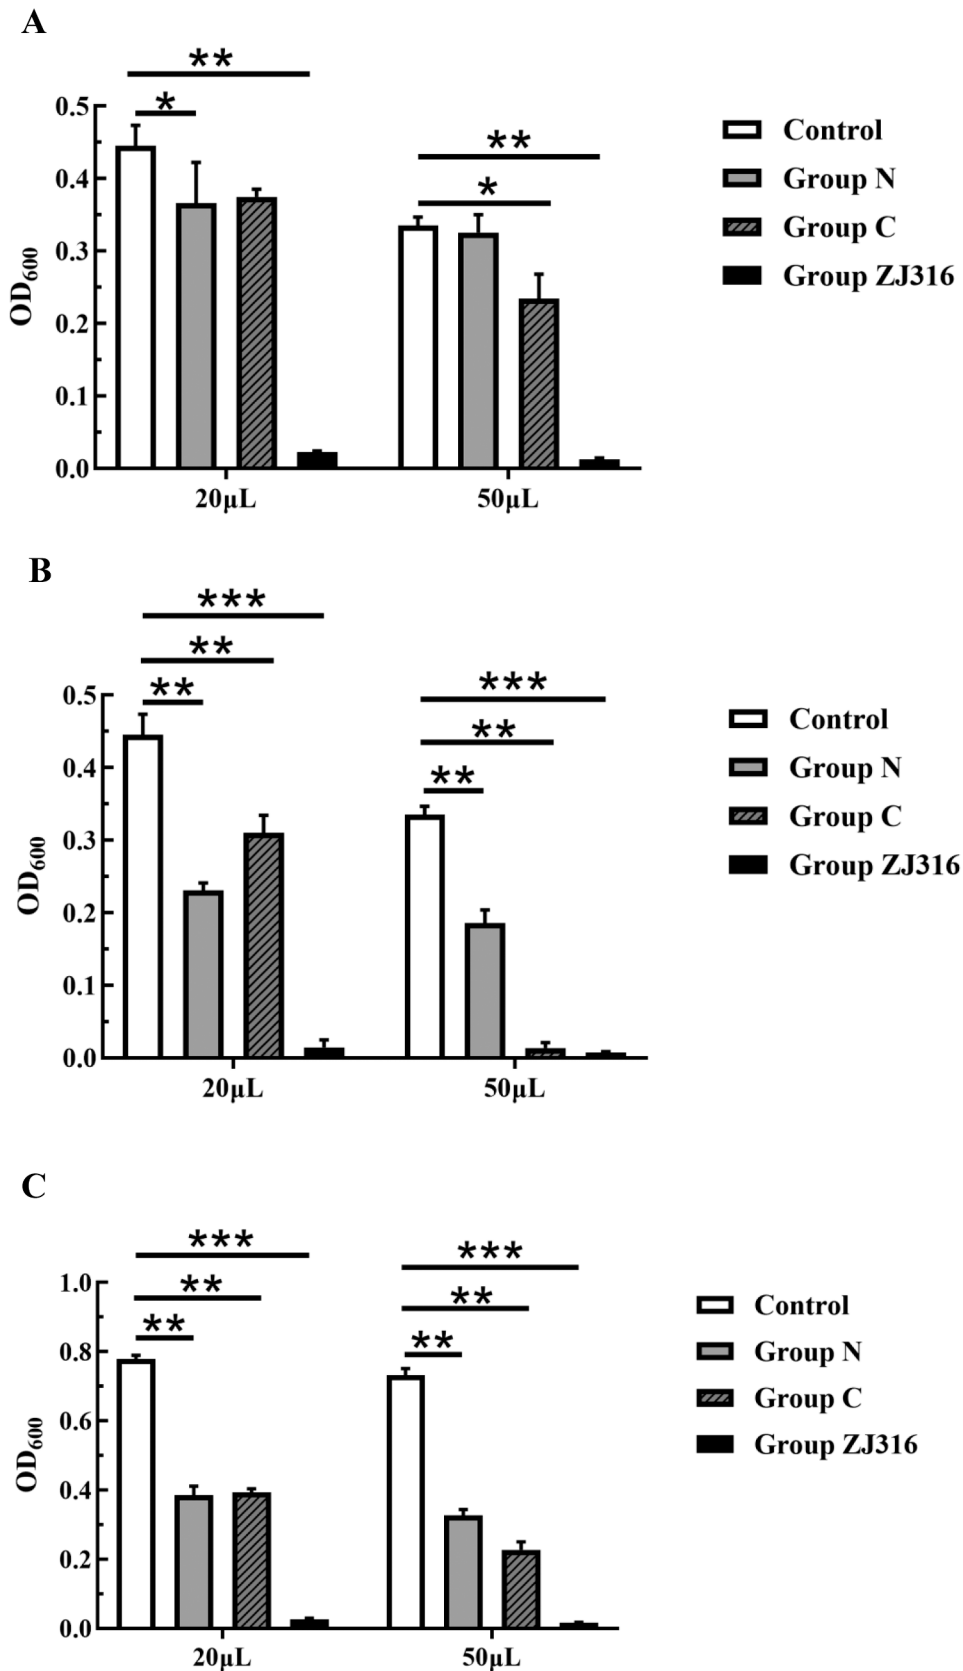 A
**
*
**
*
0.5
0.4
0.3
0.2
0.1
0.0
OD600
20μL
50μL
Control
Group N
Group C
Group ZJ316
B
***
**
**
***
**
**
0.5
0.4
0.3
0.2
0.1
0.0
OD600
20μL
50μL
Control
Group N
Group C
Group ZJ316
C
***
**
**
***
**
**
1.0
0.8
0.6
0.4
0.2
0.0
OD600
20μL
50μL
Control
Group N
Group C
Group ZJ316